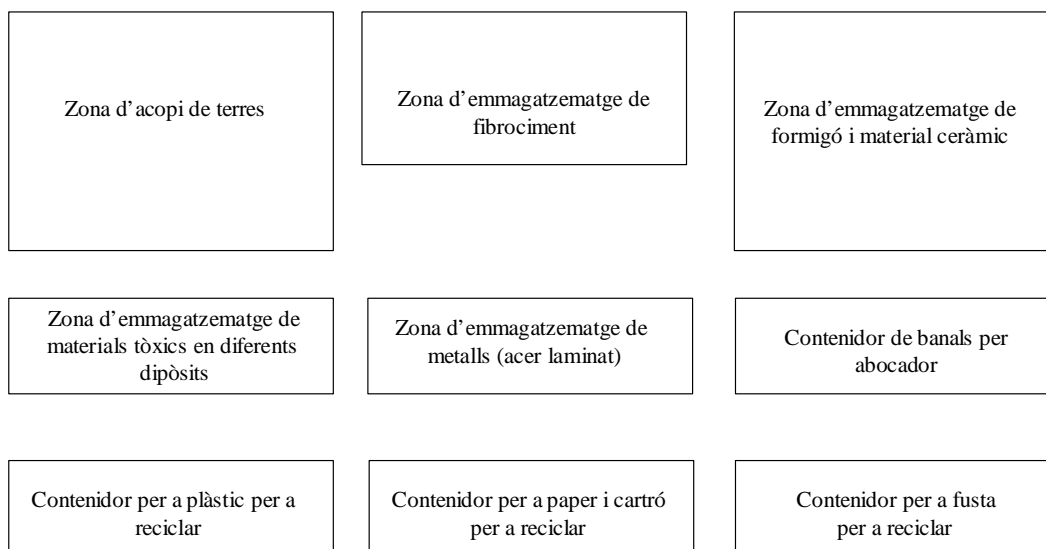 Zona d’acopi de terres
Zona d’emmagatzematge de
fibrociment
Zona d’emmagatzematge de
formigó i material ceràmic
Zona d’emmagatzematge de
materials tòxics en diferents
dipòsits
Zona d’emmagatzematge de
metalls (acer laminat)
Contenidor de banals per
abocador
Contenidor per a plàstic per a
reciclar
Contenidor per a paper i cartró
per a reciclar
Contenidor per a fusta
per a reciclar